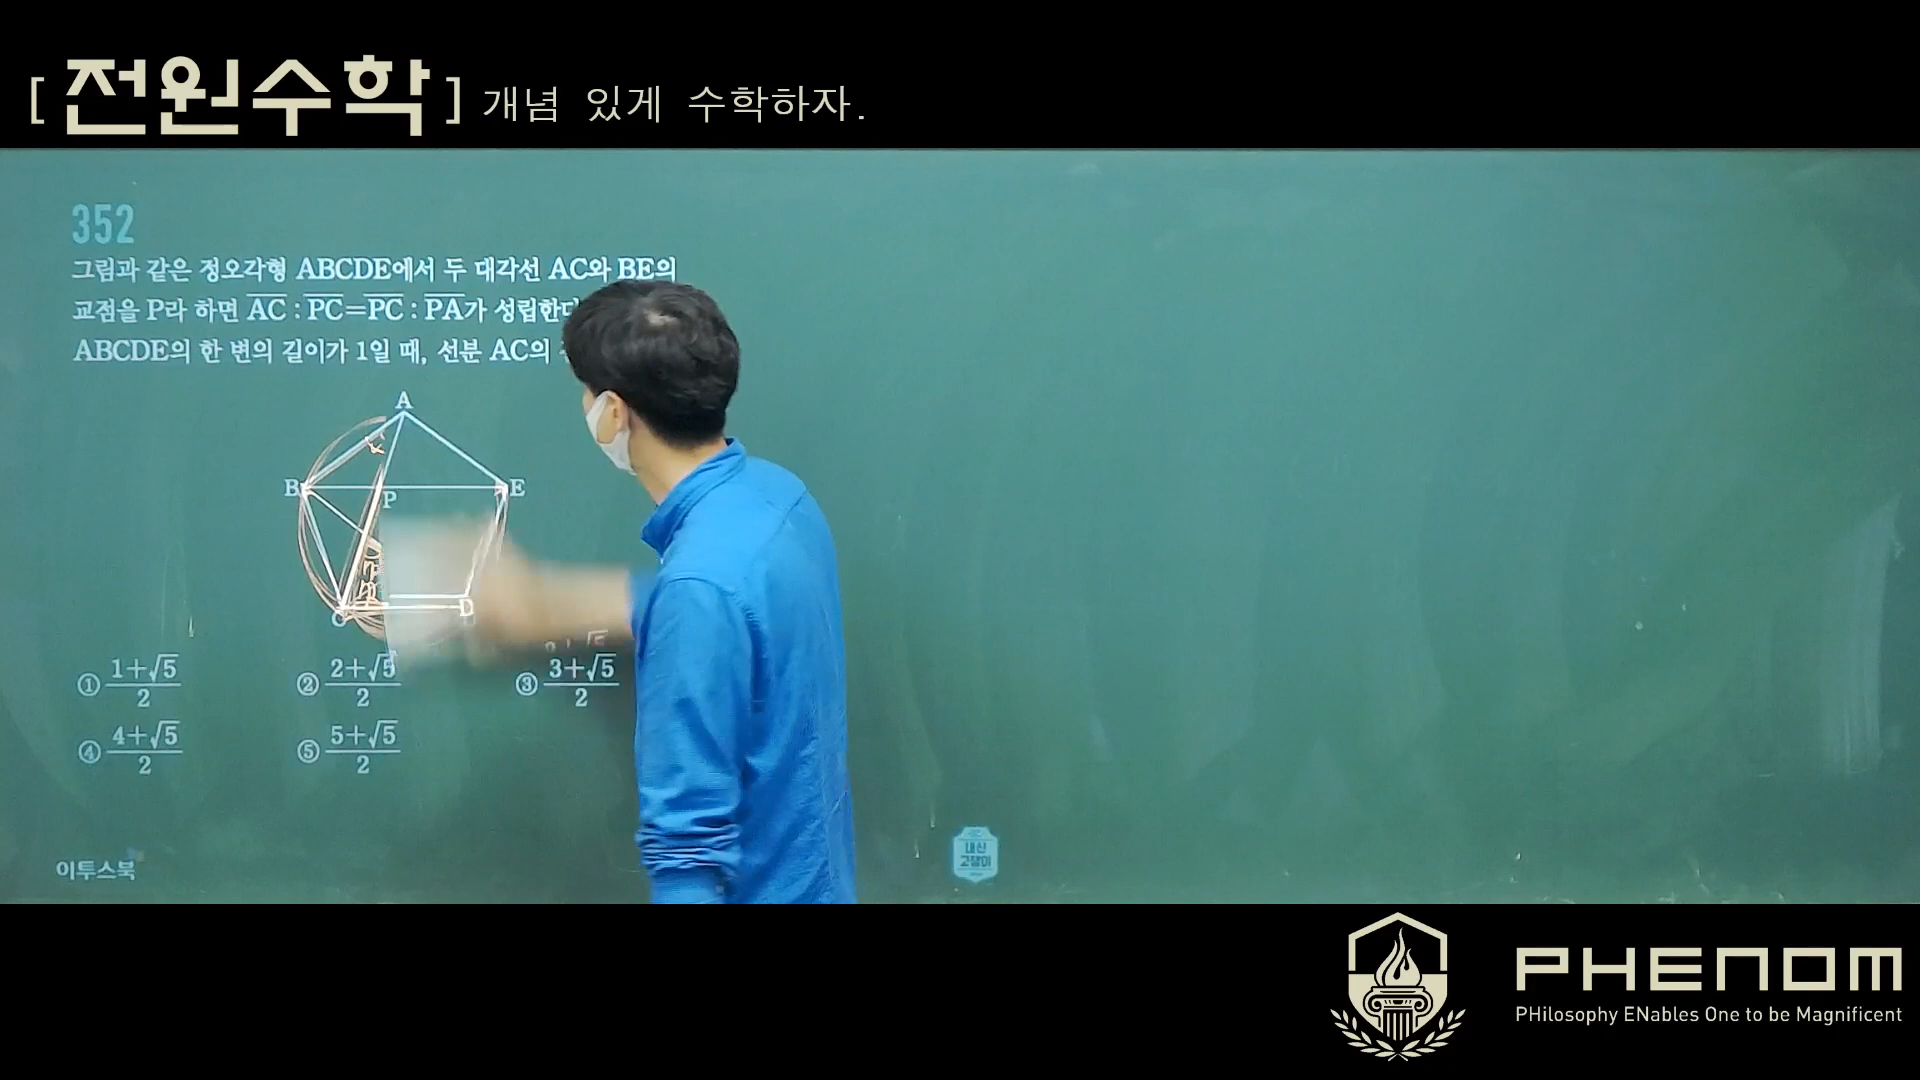 [전원수학] 개념 있게 수학하자.
352
그림과 같은 정오각형 ABCDE에서 두 대각선 AC와 BE의
교점을 P라 하면 AC : PC=PC : PA가 성립한다
ABCDE의 한 변의 길이가 1일 때, 선분 AC의
A
B
E
P
C
D
① 1+√5/2
② 2+√5/2
③ 3+√5/2
④ 4+√5/2
⑤ 5+√5/2
이투스북
내신
고쟁이
PHENOM
PHilosophy ENables One to be Magnificent